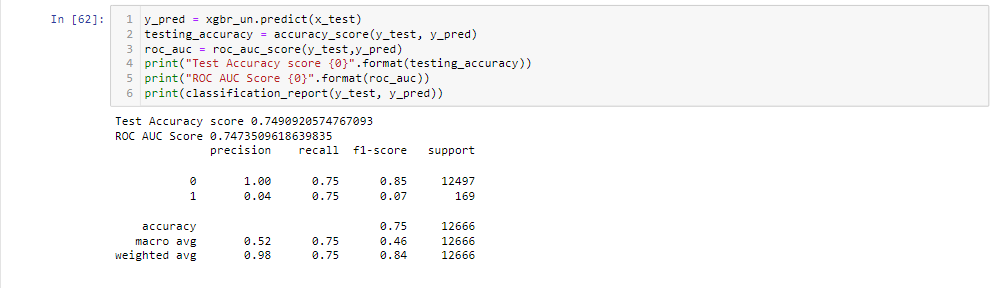 In [62]:
1 y_pred = xgbr_un.predict(x_test)
2 testing_accuracy = accuracy_score(y_test, y_pred)
3 roc_auc = roc_auc_score(y_test,y_pred)
4 print("Test Accuracy score {0}".format(testing_accuracy))
5 print("ROC AUC Score {0}".format(roc_auc))
6 print(classification_report(y_test, y_pred))
Test Accuracy score 0.7490920574767093
ROC AUC Score 0.7473509618639835
precision recall f1-score support
0 1.00 0.75 0.85 12497
1 0.04 0.75 0.07 169
accuracy 0.75 12666
macro avg 0.52 0.75 0.46 12666
weighted avg 0.98 0.75 0.84 12666